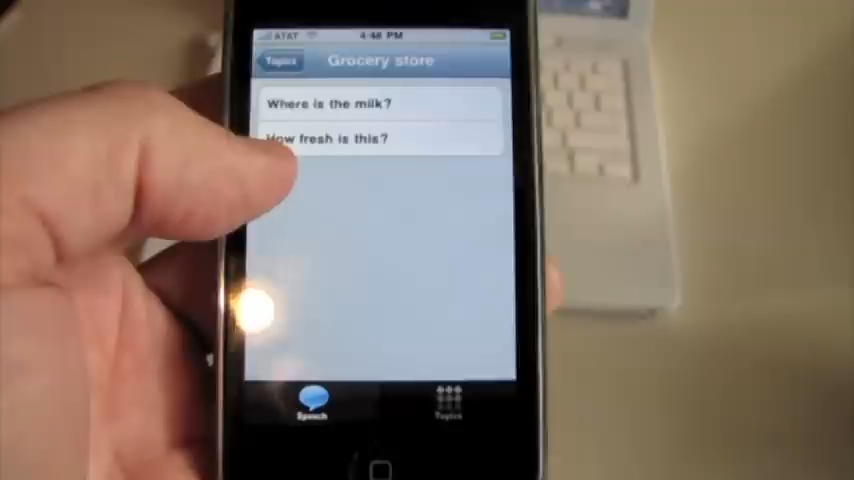 AT&T 4:48 PM
Topics Grocery store
Where is the milk?
How fresh is this?
Speech Topics